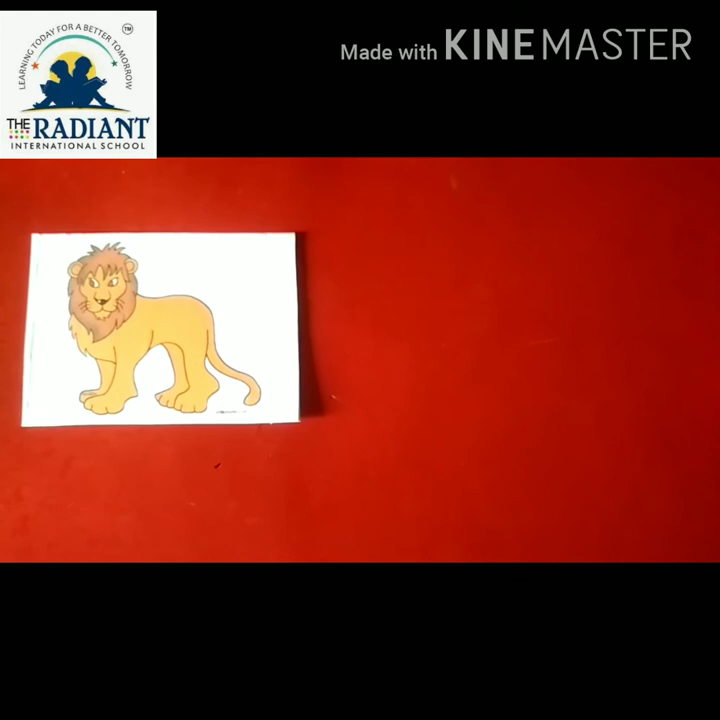 LEARNING TODAY FOR A BETTER TOMORROW
TM
THE RADIANT
INTERNATIONAL SCHOOL
Made with KINEMASTER